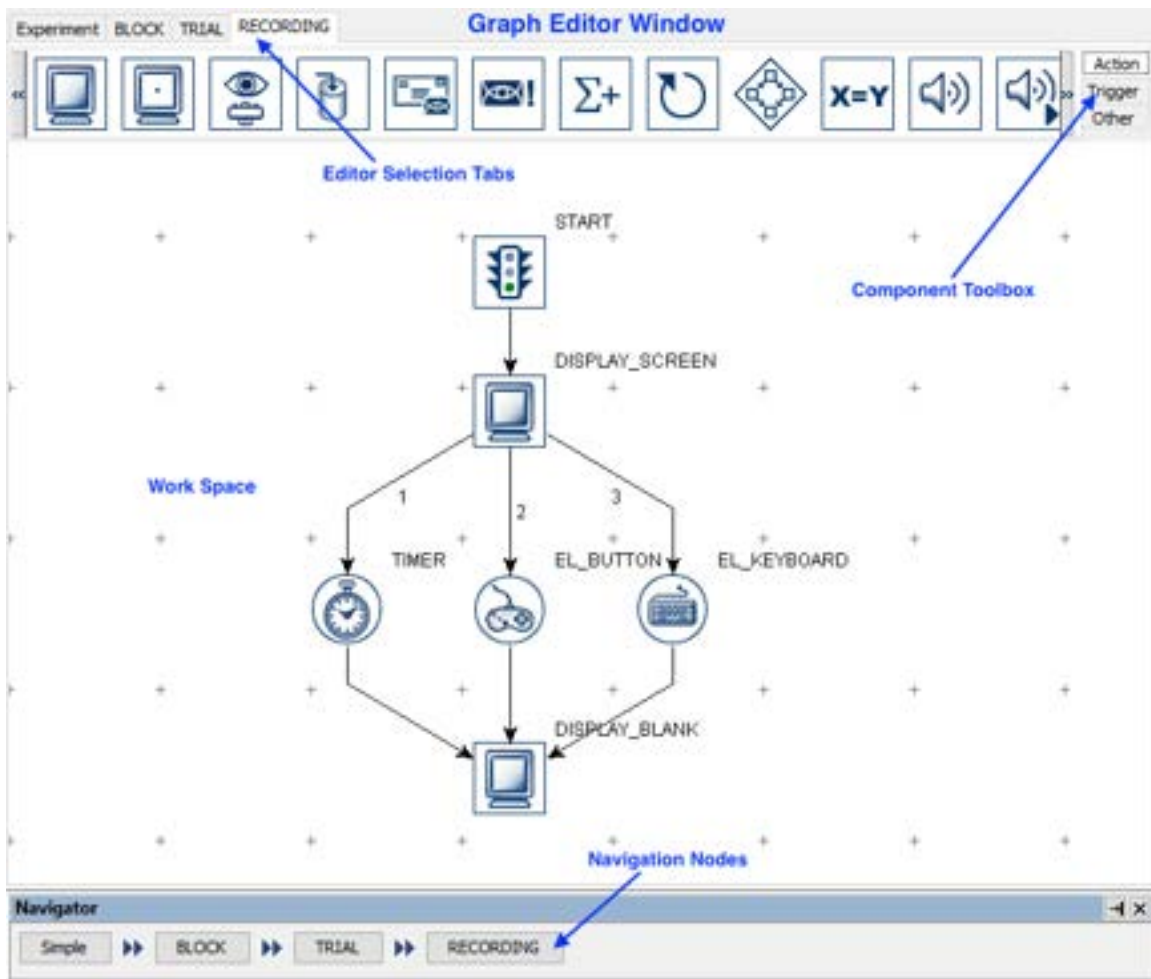 Graph Editor Window
Experiment BLOCK TRIAL RECORDING
Σ+
X=Y
!
Action
Trigger
Other
Editor Selection Tabs
Component Toolbox
START
DISPLAY_SCREEN
Work Space
1
2
3
TIMER
EL_BUTTON
EL_KEYBOARD
DISPLAY_BLANK
Navigation Nodes
Navigator
Simple BLOCK TRIAL RECORDING